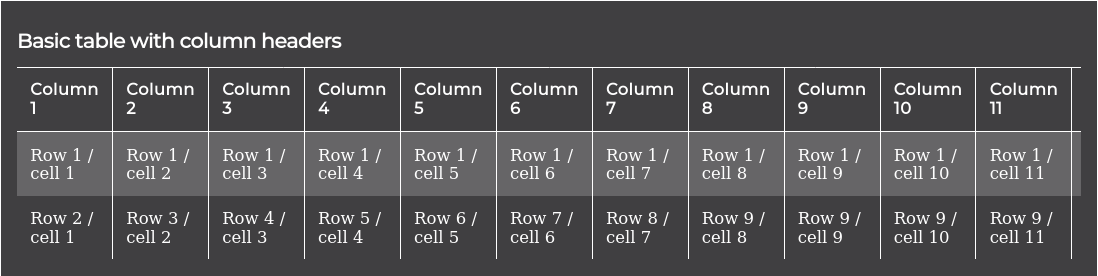 Basic table with column headers
Column 1 Column 2 Column 3 Column 4 Column 5 Column 6 Column 7 Column 8 Column 9 Column 10 Column 11
Row 1 / cell 1 Row 1 / cell 2 Row 1 / cell 3 Row 1 / cell 4 Row 1 / cell 5 Row 1 / cell 6 Row 1 / cell 7 Row 1 / cell 8 Row 1 / cell 9 Row 1 / cell 10 Row 1 / cell 11
Row 2 / cell 1 Row 3 / cell 2 Row 4 / cell 3 Row 5 / cell 4 Row 6 / cell 5 Row 7 / cell 6 Row 8 / cell 7 Row 9 / cell 8 Row 9 / cell 9 Row 9 / cell 10 Row 9 / cell 11